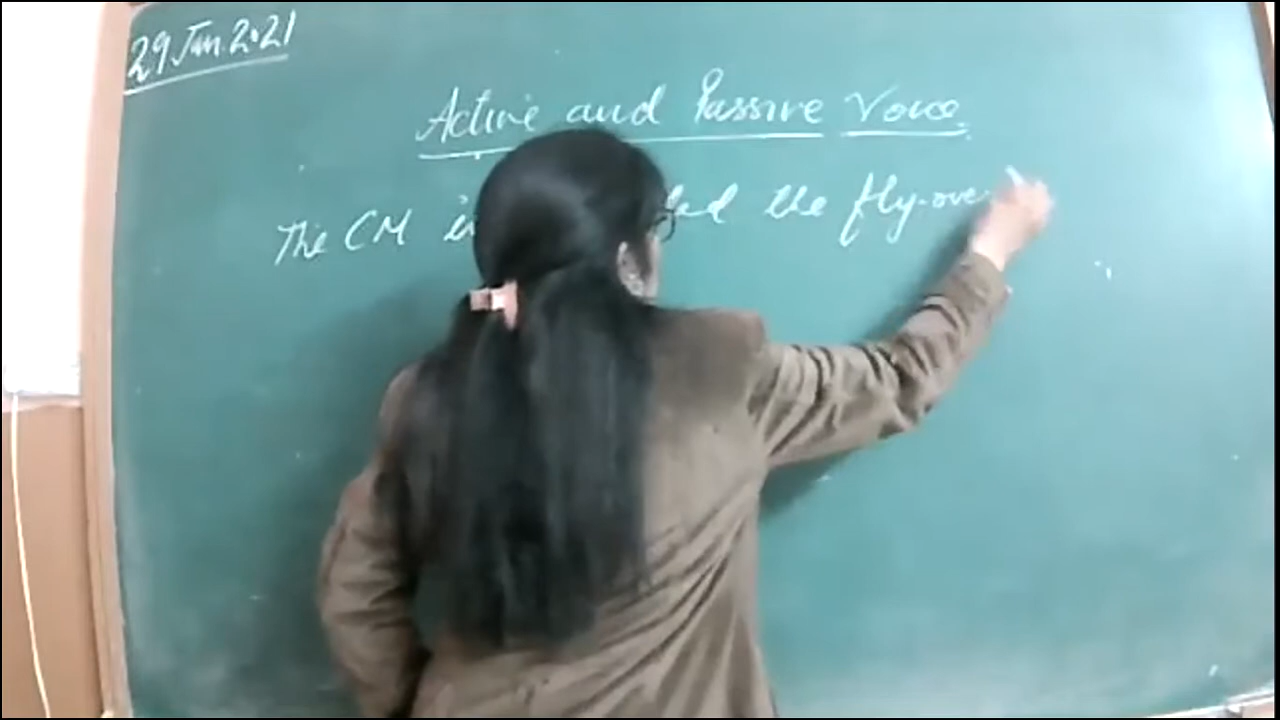 29 Jan. 2021
Active and Passive Voice.
The CM the fly-over